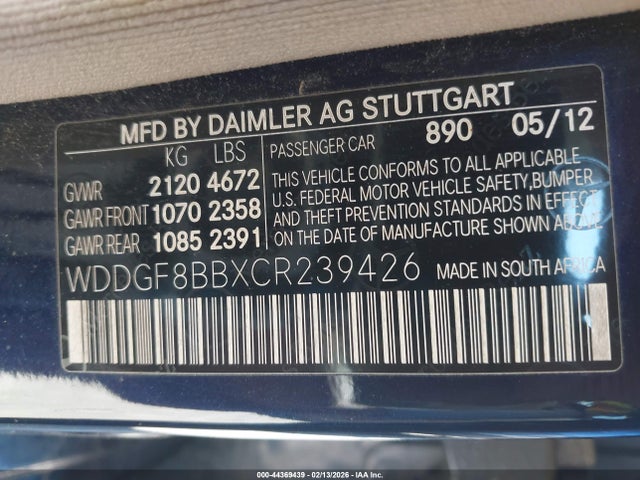 MFD BY DAIMLER AG STUTTGART
KG LBS
PASSENGER CAR 890 05/12
GVWR 2120 4672
GAWR FRONT 1070 2358
GAWR REAR 1085 2391
THIS VEHICLE CONFORMS TO ALL APPLICABLE
U.S. FEDERAL MOTOR VEHICLE SAFETY,BUMPER
AND THEFT PREVENTION STANDARDS IN EFFECT
ON THE DATE OF MANUFACTURE SHOWN ABOVE.
WDDGF8BBXCR239426 MADE IN SOUTH AFRICA
000-44369439 - 02/13/2026 - IAA Inc.